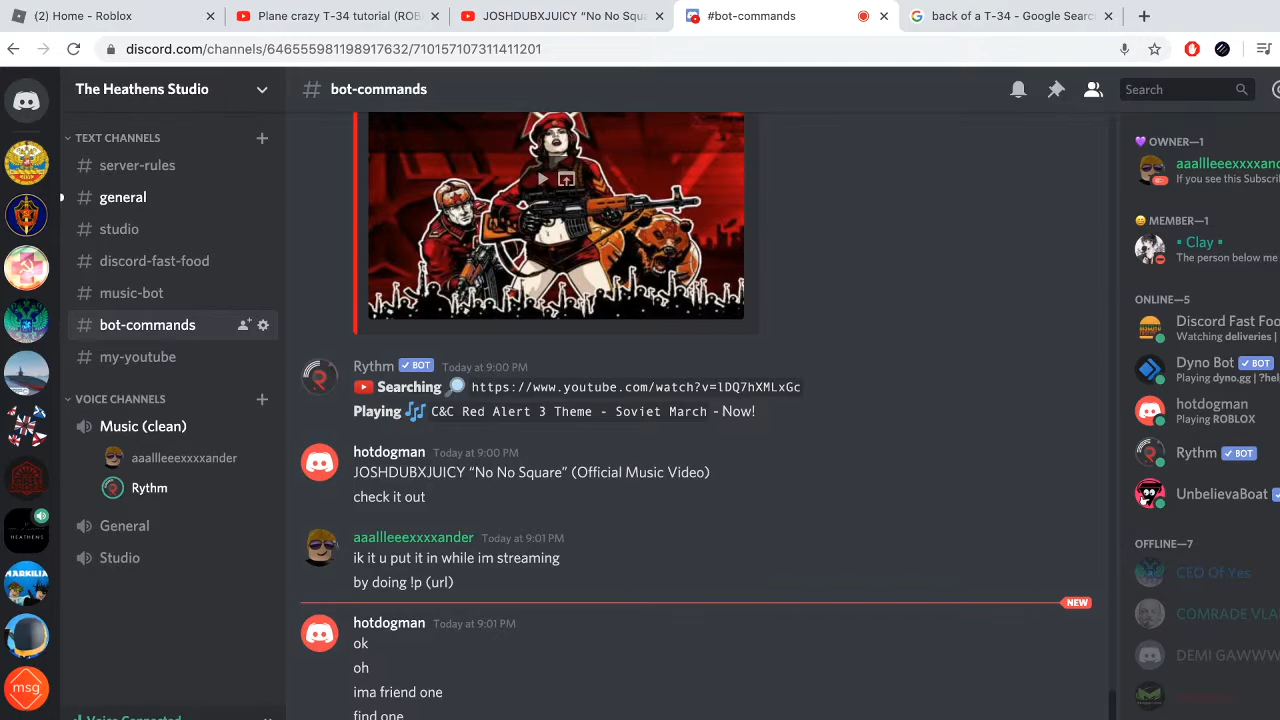 Home - Roblox
Plane crazy T-34 tutorial (ROB
JOSHDUBXJUICY “No No Squa
#bot-commands
back of a T-34 - Google Searc
discord.com/channels/646555981198917632/710157107311411201
The Heathens Studio
# bot-commands
Search
TEXT CHANNELS
# server-rules
# general
# studio
# discord-fast-food
# music-bot
# bot-commands
# my-youtube
VOICE CHANNELS
Music (clean)
aaallleeexxxxander
Rythm
General
Studio
HEATHENS
MARKILIA
msg
Voice Connected
Rythm BOT Today at 9:00 PM
Searching https://www.youtube.com/watch?v=lDQ7hXMLxGc
Playing C&C Red Alert 3 Theme - Soviet March - Now!
hotdogman Today at 9:00 PM
JOSHDUBXJUICY “No No Square” (Official Music Video)
check it out
aaallleeexxxxander Today at 9:01 PM
ik it u put it in while im streaming
by doing !p (url)
NEW
hotdogman Today at 9:01 PM
ok
oh
ima friend one
find one
OWNER—1
aaallleeexxxxand
If you see this Subscri
MEMBER—1
• Clay •
The person below me
ONLINE—5
Discord Fast Foo
Watching deliveries |
Dyno Bot BOT
Playing dyno.gg | ?hel
hotdogman
Playing ROBLOX
Rythm BOT
UnbelievaBoat
OFFLINE—7
CEO Of Yes
COMRADE VLA
DEMI GAWWW